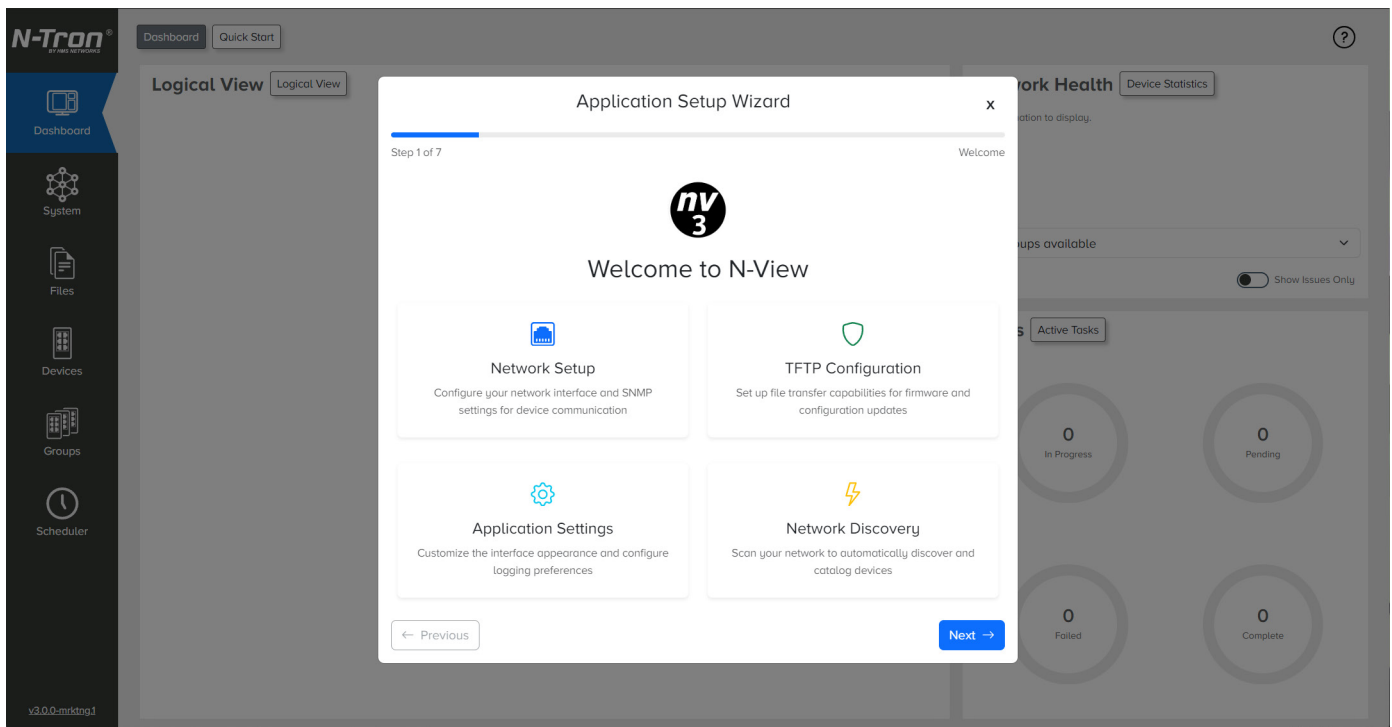 N-Tron®
BY HMS NETWORKS
Dashboard
System
Files
Devices
Groups
Scheduler
v3.0.0-mrktng.1
Dashboard Quick Start
Logical View Logical View
Application Setup Wizard x
Step 1 of 7 Welcome
nv
3
Welcome to N-View
Network Setup
Configure your network interface and SNMP
settings for device communication
TFTP Configuration
Set up file transfer capabilities for firmware and
configuration updates
Application Settings
Customize the interface appearance and configure
logging preferences
Network Discovery
Scan your network to automatically discover and
catalog devices
← Previous Next →
ork Health Device Statistics
ation to display.
oups available
Show Issues Only
s Active Tasks
0
In Progress
0
Pending
0
Failed
0
Complete
?